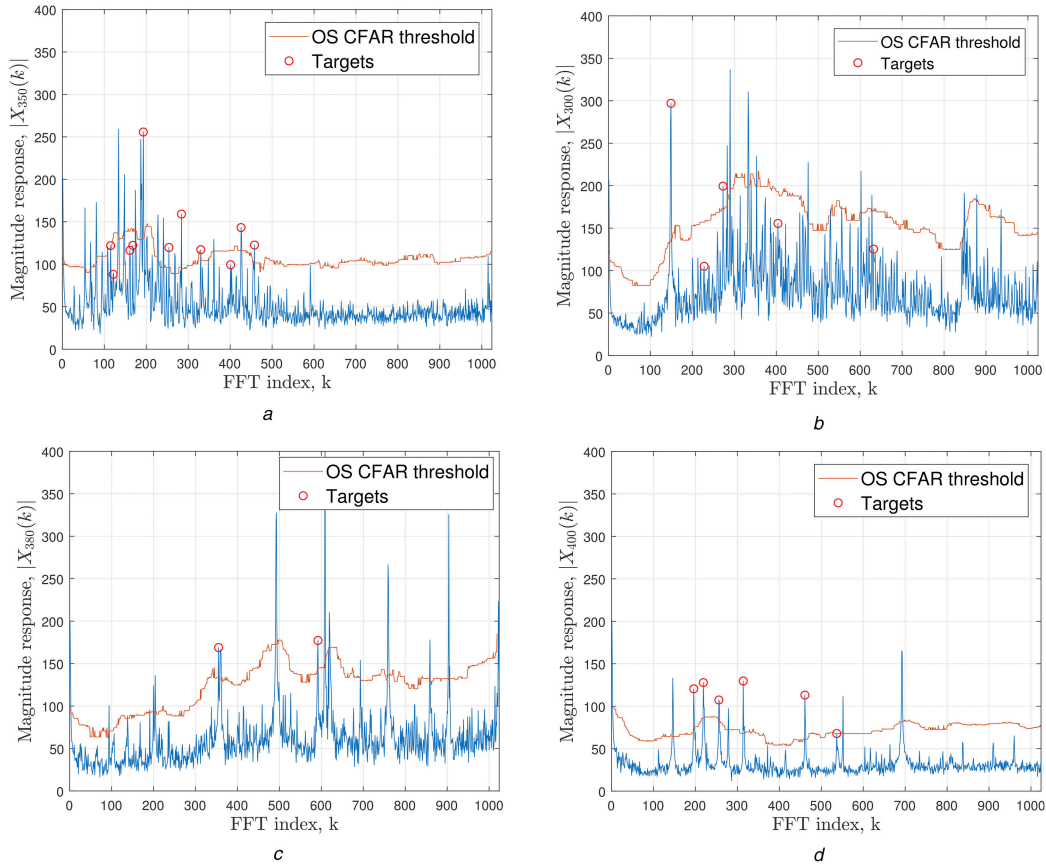 OS CFAR threshold
Targets
Magnitude response, |X₃₅₀(k)|
400
350
300
250
200
150
100
50
0
0 100 200 300 400 500 600 700 800 900 1000
FFT index, k
a
OS CFAR threshold
Targets
Magnitude response, |X₃₀₀(k)|
400
350
300
250
200
150
100
50
0
0 100 200 300 400 500 600 700 800 900 1000
FFT index, k
b
OS CFAR threshold
Targets
Magnitude response, |X₃₈₀(k)|
400
350
300
250
200
150
100
50
0
0 100 200 300 400 500 600 700 800 900 1000
FFT index, k
c
OS CFAR threshold
Targets
Magnitude response, |X₄₀₀(k)|
400
350
300
250
200
150
100
50
0
0 100 200 300 400 500 600 700 800 900 1000
FFT index, k
d